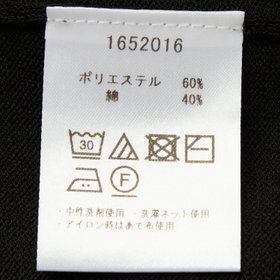 1652016
ポリエステル 60%
綿 40%
30
F
・中性洗剤使用 ・洗濯ネット使用
・アイロン時はあて布使用